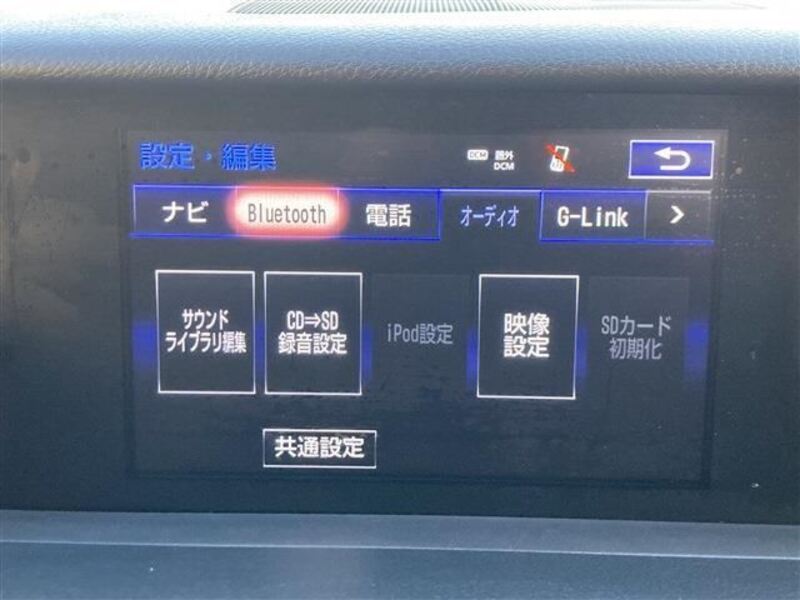 設定・編集
DCM 圏外
DCM
ナビ Bluetooth 電話 オーディオ G-Link >
サウンド
ライブラリ編集
CD⇒SD
録音設定
iPod設定
映像
設定
SDカード
初期化
共通設定